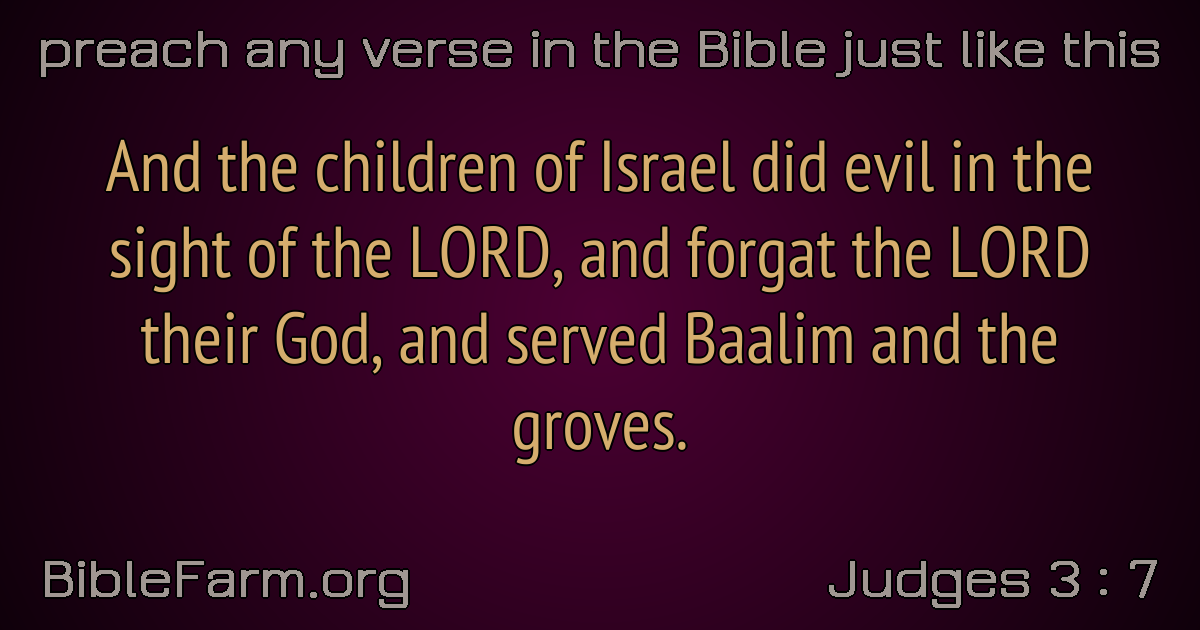 preach any verse in the Bible just like this
And the children of Israel did evil in the
sight of the LORD, and forgat the LORD
their God, and served Baalim and the
groves.
BibleFarm.org
Judges 3 : 7